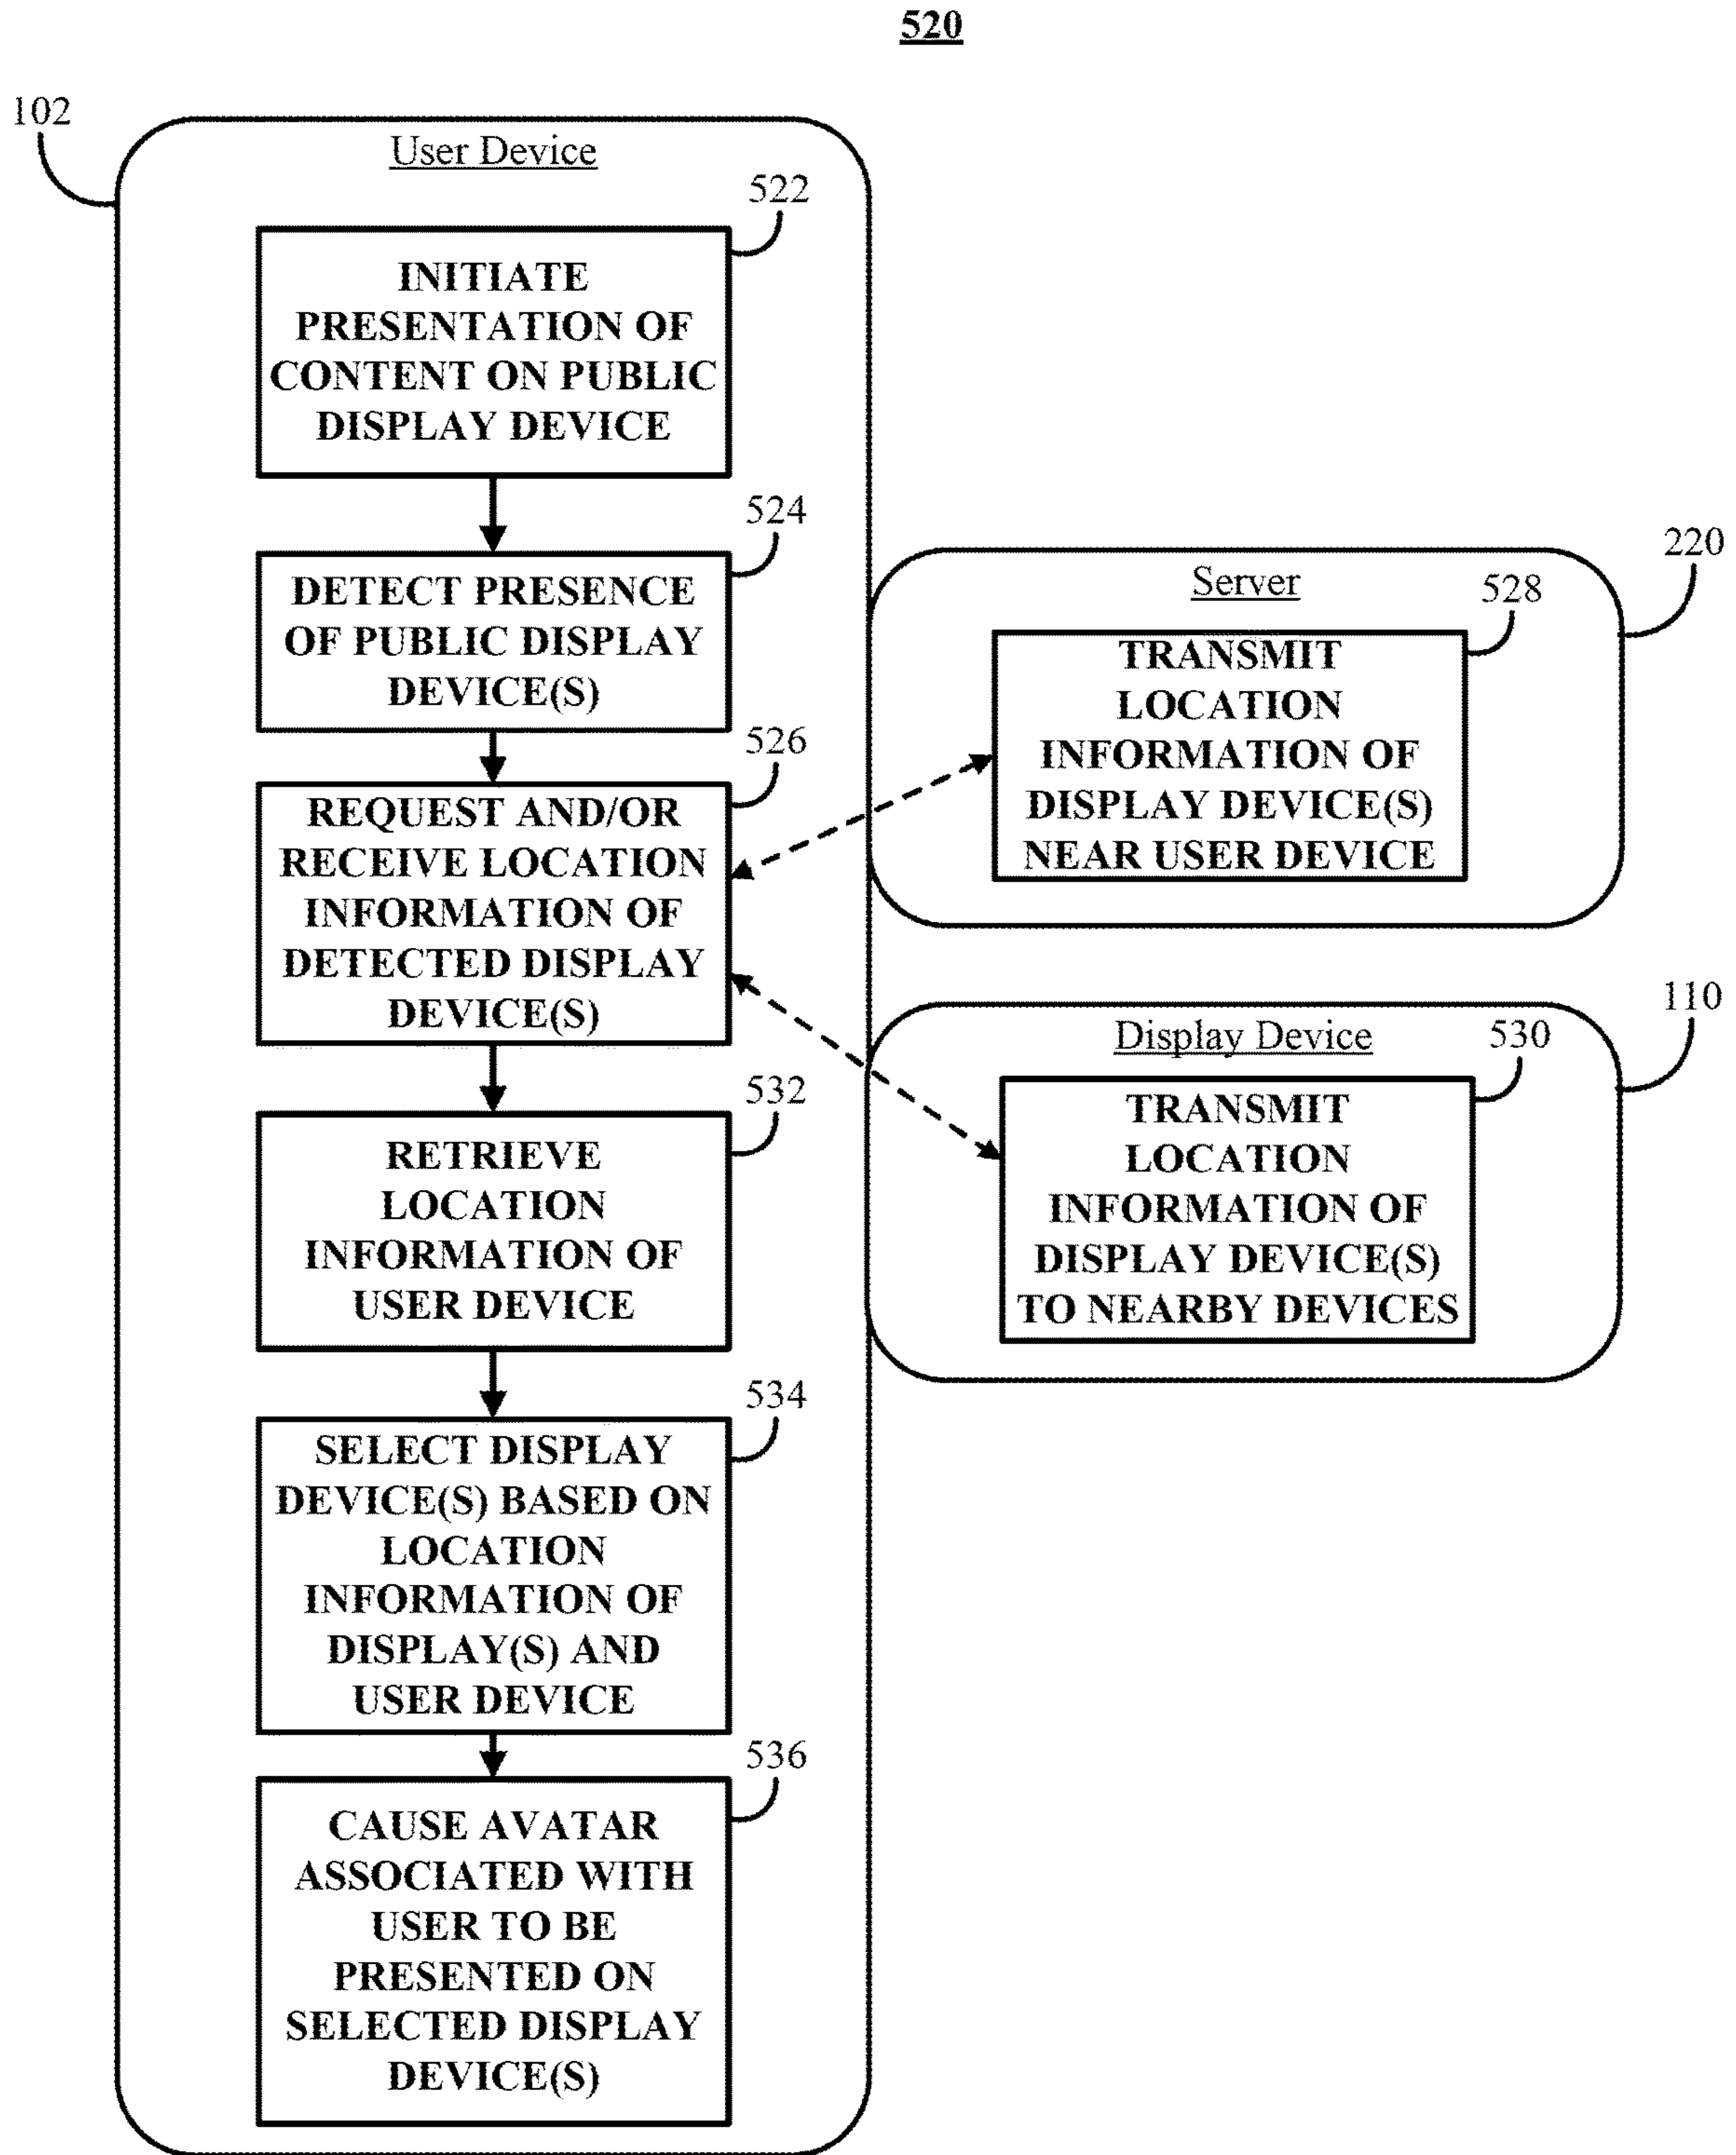 520
102
User Device
522
INITIATE
PRESENTATION OF
CONTENT ON PUBLIC
DISPLAY DEVICE
524
DETECT PRESENCE
OF PUBLIC DISPLAY
DEVICE(S)
526
REQUEST AND/OR
RECEIVE LOCATION
INFORMATION OF
DETECTED DISPLAY
DEVICE(S)
220
Server
528
TRANSMIT
LOCATION
INFORMATION OF
DISPLAY DEVICE(S)
NEAR USER DEVICE
110
Display Device
530
TRANSMIT
LOCATION
INFORMATION OF
DISPLAY DEVICE(S)
TO NEARBY DEVICES
532
RETRIEVE
LOCATION
INFORMATION OF
USER DEVICE
534
SELECT DISPLAY
DEVICE(S) BASED ON
LOCATION
INFORMATION OF
DISPLAY(S) AND
USER DEVICE
536
CAUSE AVATAR
ASSOCIATED WITH
USER TO BE
PRESENTED ON
SELECTED DISPLAY
DEVICE(S)